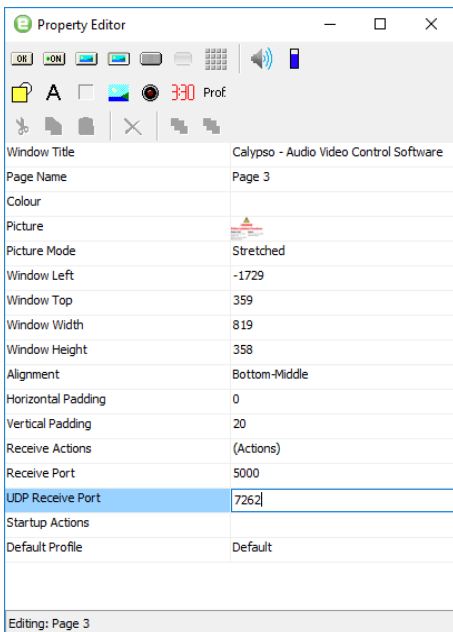 Property Editor
OK ON
A 3:30 Prof.
Window Title Calypso - Audio Video Control Software
Page Name Page 3
Colour
Picture
Picture Mode Stretched
Window Left -1729
Window Top 359
Window Width 819
Window Height 358
Alignment Bottom-Middle
Horizontal Padding 0
Vertical Padding 20
Receive Actions (Actions)
Receive Port 5000
UDP Receive Port 7262
Startup Actions
Default Profile Default
Editing: Page 3